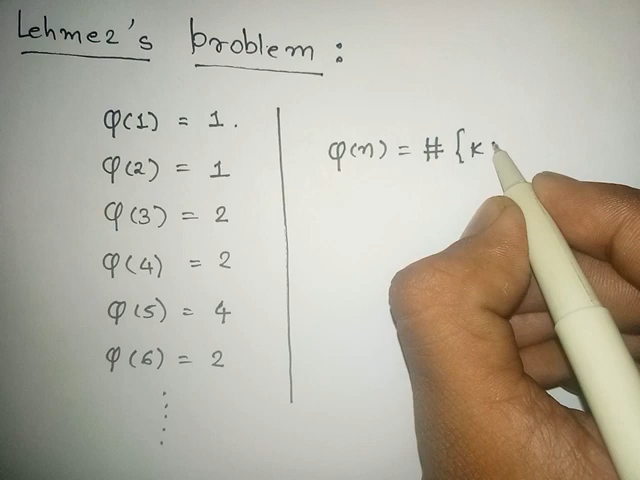 Lehmer's problem :
φ(1) = 1.
φ(2) = 1
φ(3) = 2
φ(4) = 2
φ(5) = 4
φ(6) = 2
φ(n) = # {k